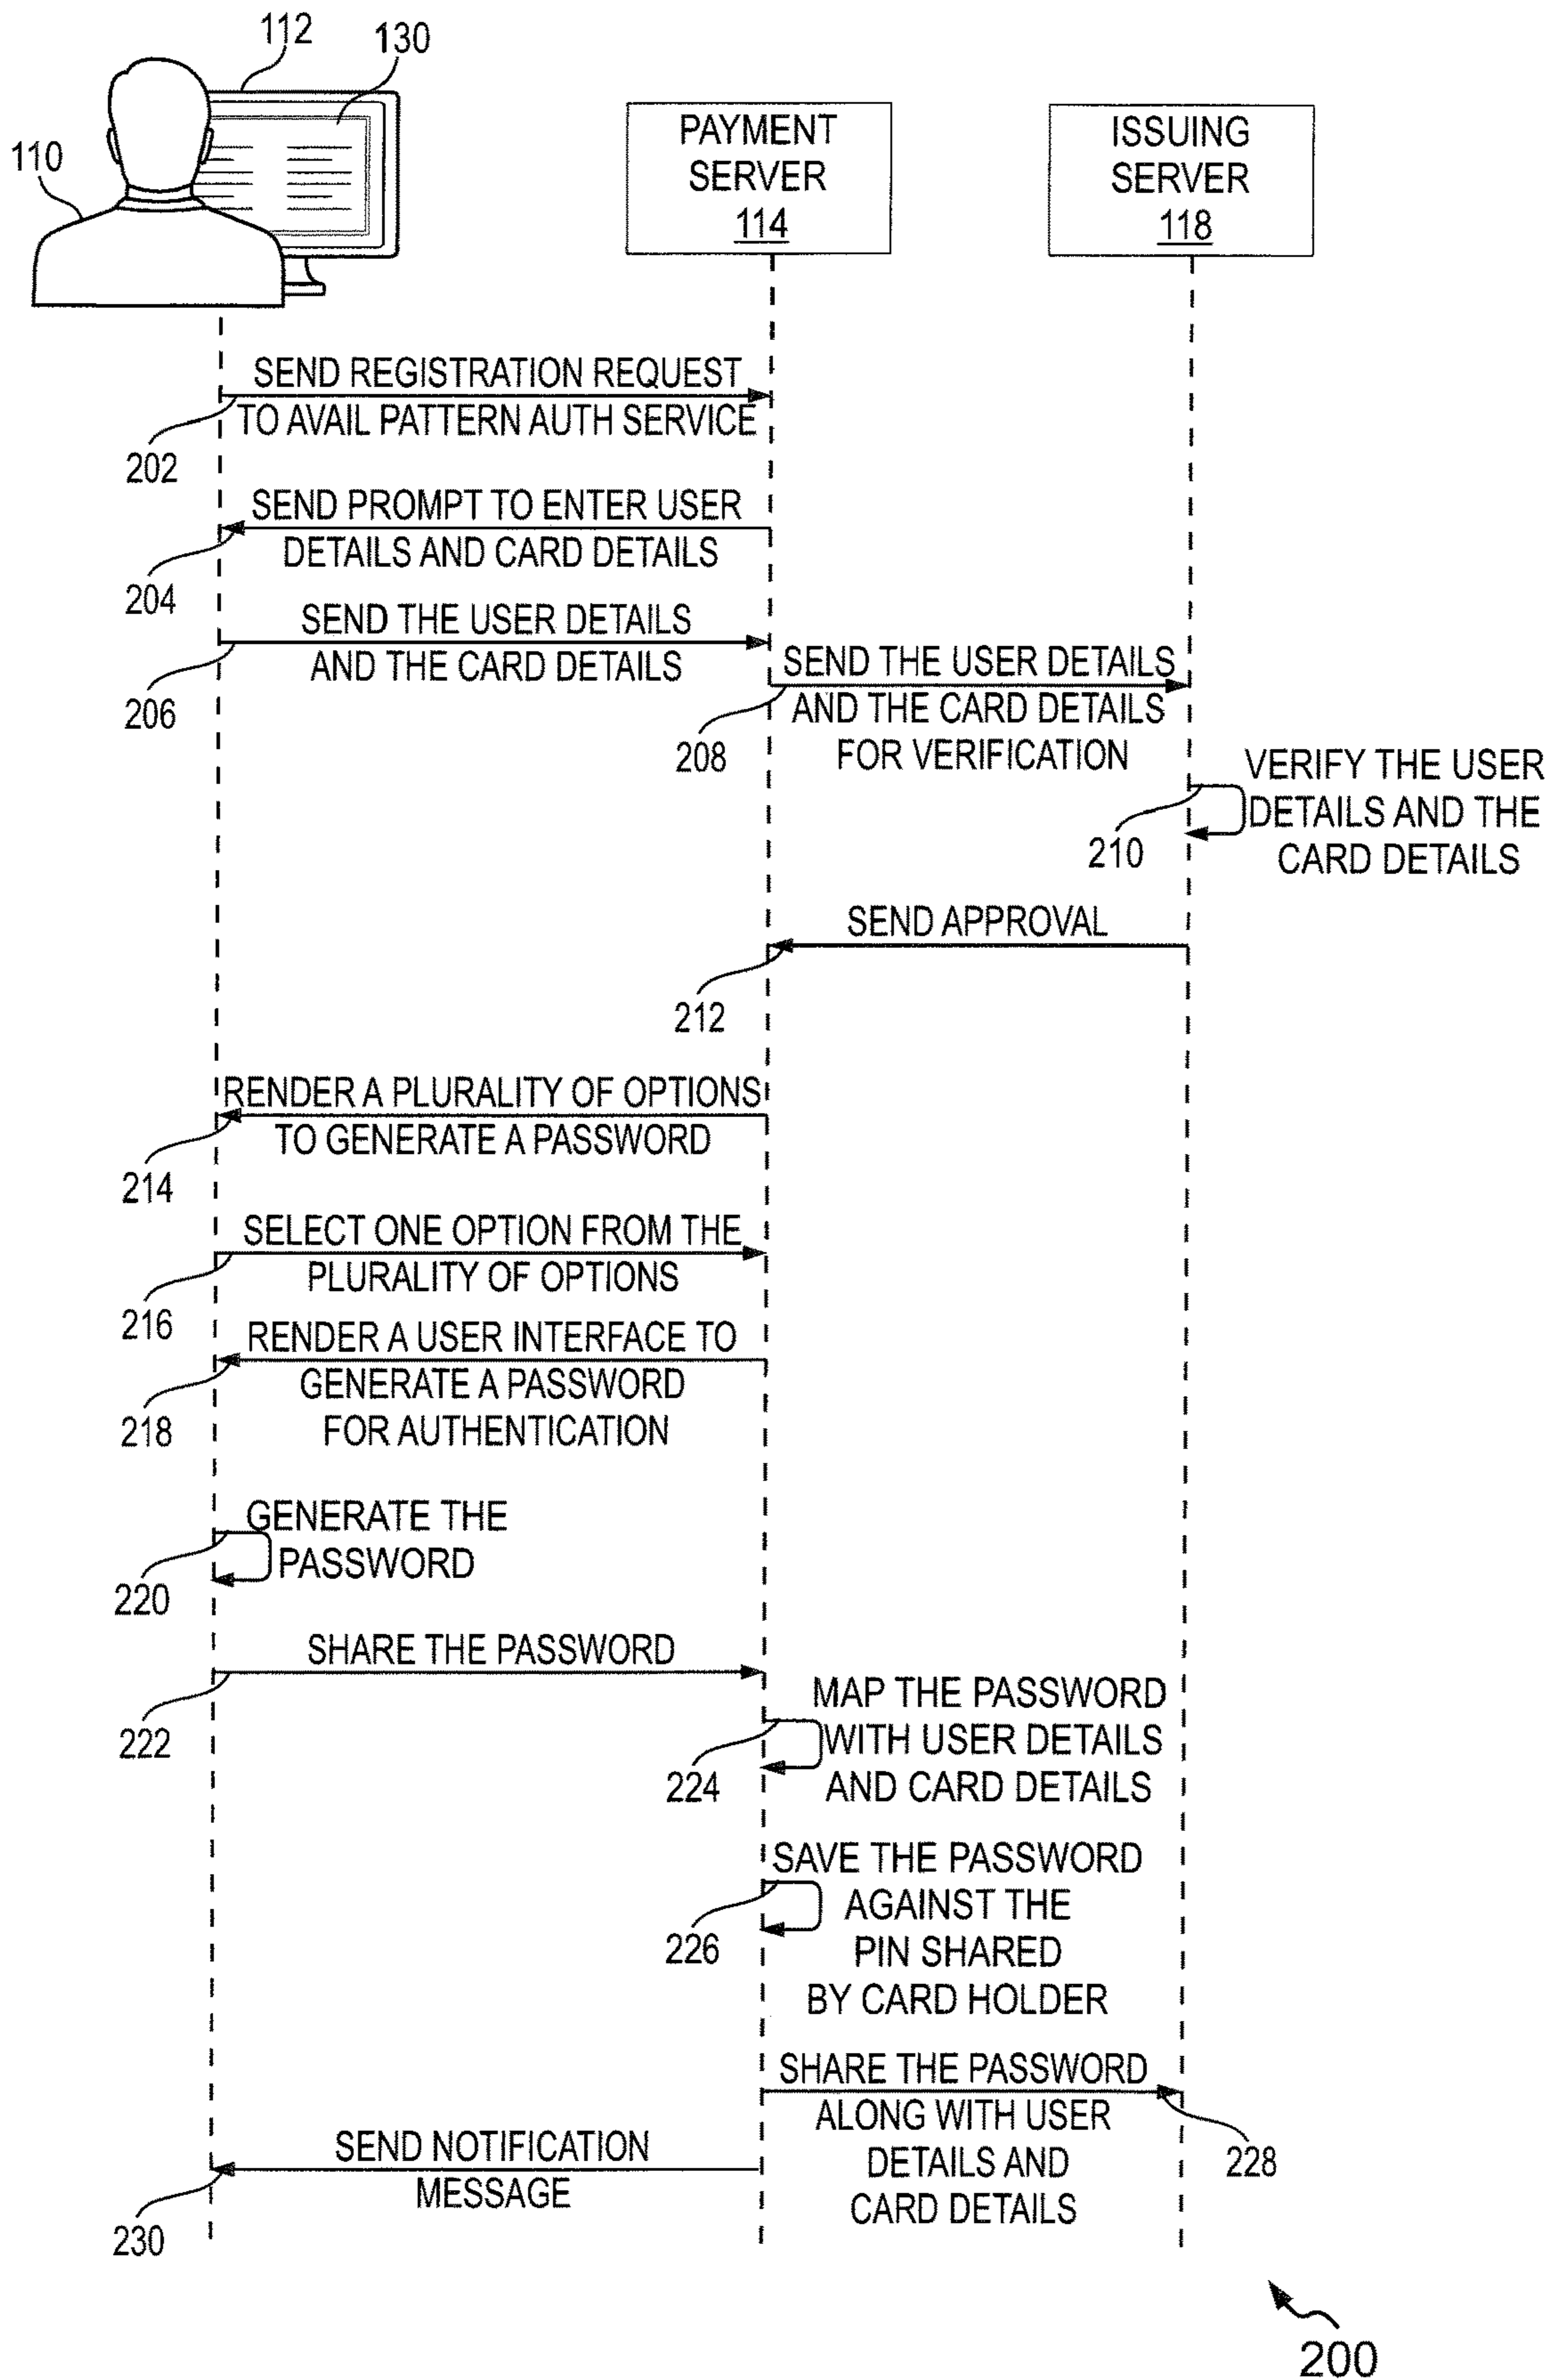 112
130
110
PAYMENT
SERVER
114
ISSUING
SERVER
118
SEND REGISTRATION REQUEST
TO AVAIL PATTERN AUTH SERVICE
202
SEND PROMPT TO ENTER USER
DETAILS AND CARD DETAILS
204
SEND THE USER DETAILS
AND THE CARD DETAILS
206
SEND THE USER DETAILS
AND THE CARD DETAILS
FOR VERIFICATION
208
VERIFY THE USER
DETAILS AND THE
CARD DETAILS
210
SEND APPROVAL
212
RENDER A PLURALITY OF OPTIONS
TO GENERATE A PASSWORD
214
SELECT ONE OPTION FROM THE
PLURALITY OF OPTIONS
216
RENDER A USER INTERFACE TO
GENERATE A PASSWORD
FOR AUTHENTICATION
218
GENERATE THE
PASSWORD
220
SHARE THE PASSWORD
222
MAP THE PASSWORD
WITH USER DETAILS
AND CARD DETAILS
224
SAVE THE PASSWORD
AGAINST THE
PIN SHARED
BY CARD HOLDER
226
SHARE THE PASSWORD
ALONG WITH USER
DETAILS AND
CARD DETAILS
228
SEND NOTIFICATION
MESSAGE
230
200